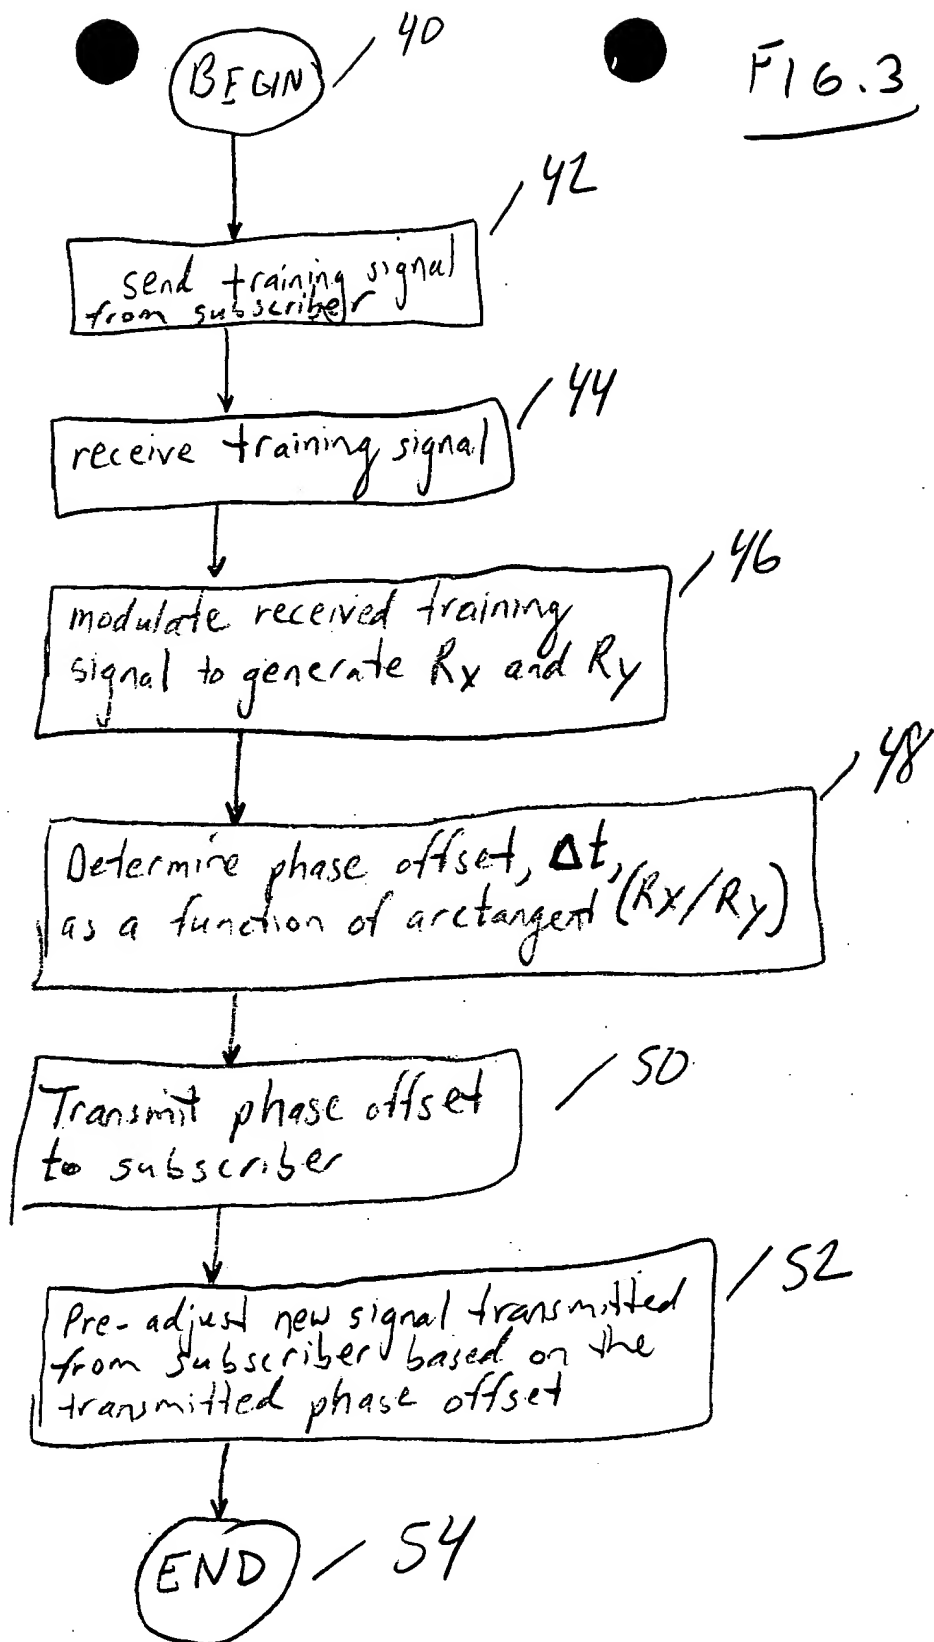 BEGIN
40
FIG.3
42
send training signal
from subscriber
44
receive training signal
46
modulate received training
signal to generate Rx and Ry
48
Determine phase offset, Δt,
as a function of arctangent (Rx/Ry)
50
Transmit phase offset
to subscriber
52
Pre-adjust new signal transmitted
from subscriber based on the
transmitted phase offset
END
54